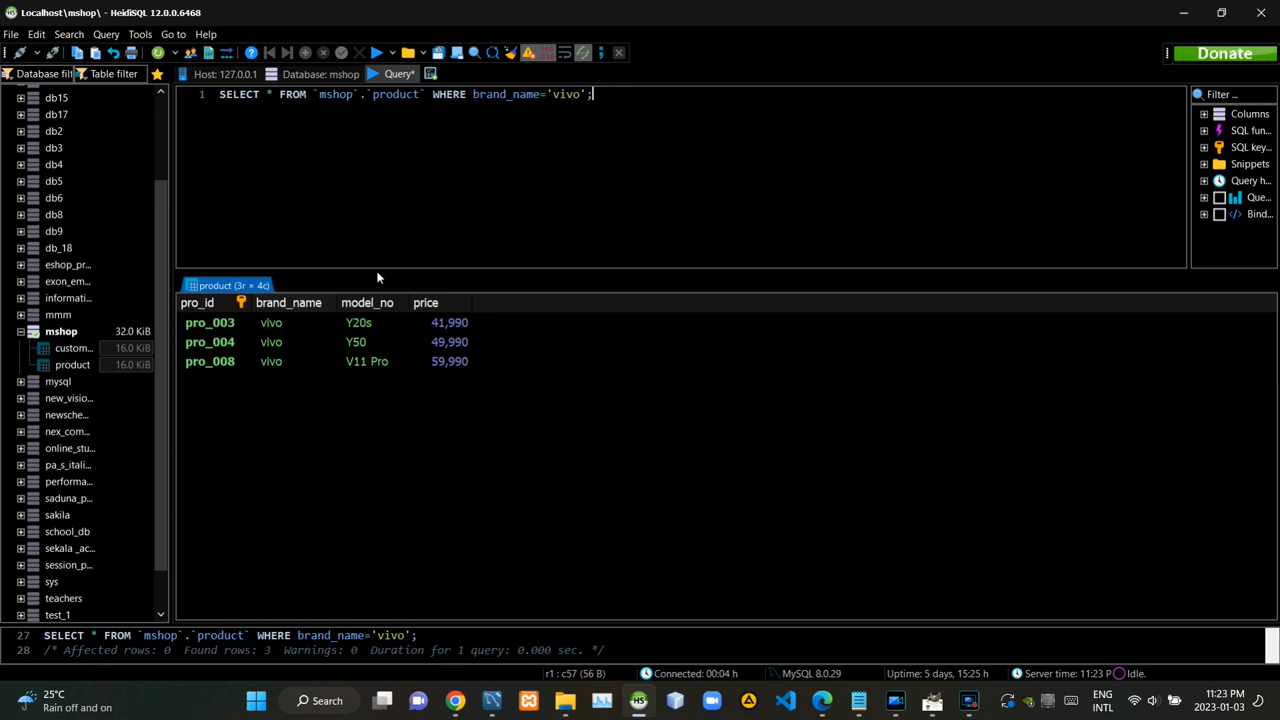 Localhost\mshop\ - HeidiSQL 12.0.0.6468
File Edit Search Query Tools Go to Help
Donate
Database filt Table filter Host: 127.0.0.1 Database: mshop Query*
1 SELECT * FROM `mshop`.`product` WHERE brand_name='vivo';
Filter ...
Columns
SQL fun...
SQL key...
Snippets
Query h...
Que...
Bind...
db15
db17
db2
db3
db4
db5
db6
db8
db9
db_18
eshop_pr...
exon_em...
informati...
mmm
mshop 32.0 KiB
custom... 16.0 KiB
product 16.0 KiB
mysql
new_visio...
newsche...
nex_com...
online_stu...
pa_s_itali...
performa...
saduna_p...
sakila
school_db
sekala _ac...
session_p...
sys
teachers
test_1
product (3r × 4c)
pro_id brand_name model_no price
pro_003 vivo Y20s 41,990
pro_004 vivo Y50 49,990
pro_008 vivo V11 Pro 59,990
27 SELECT * FROM `mshop`.`product` WHERE brand_name='vivo';
28 /* Affected rows: 0 Found rows: 3 Warnings: 0 Duration for 1 query: 0.000 sec. */
r1 : c57 (56 B) Connected: 00:04 h MySQL 8.0.29 Uptime: 5 days, 15:25 h Server time: 11:23 P Idle.
25°C
Rain off and on
Search
ENG
INTL
11:23 PM
2023-01-03